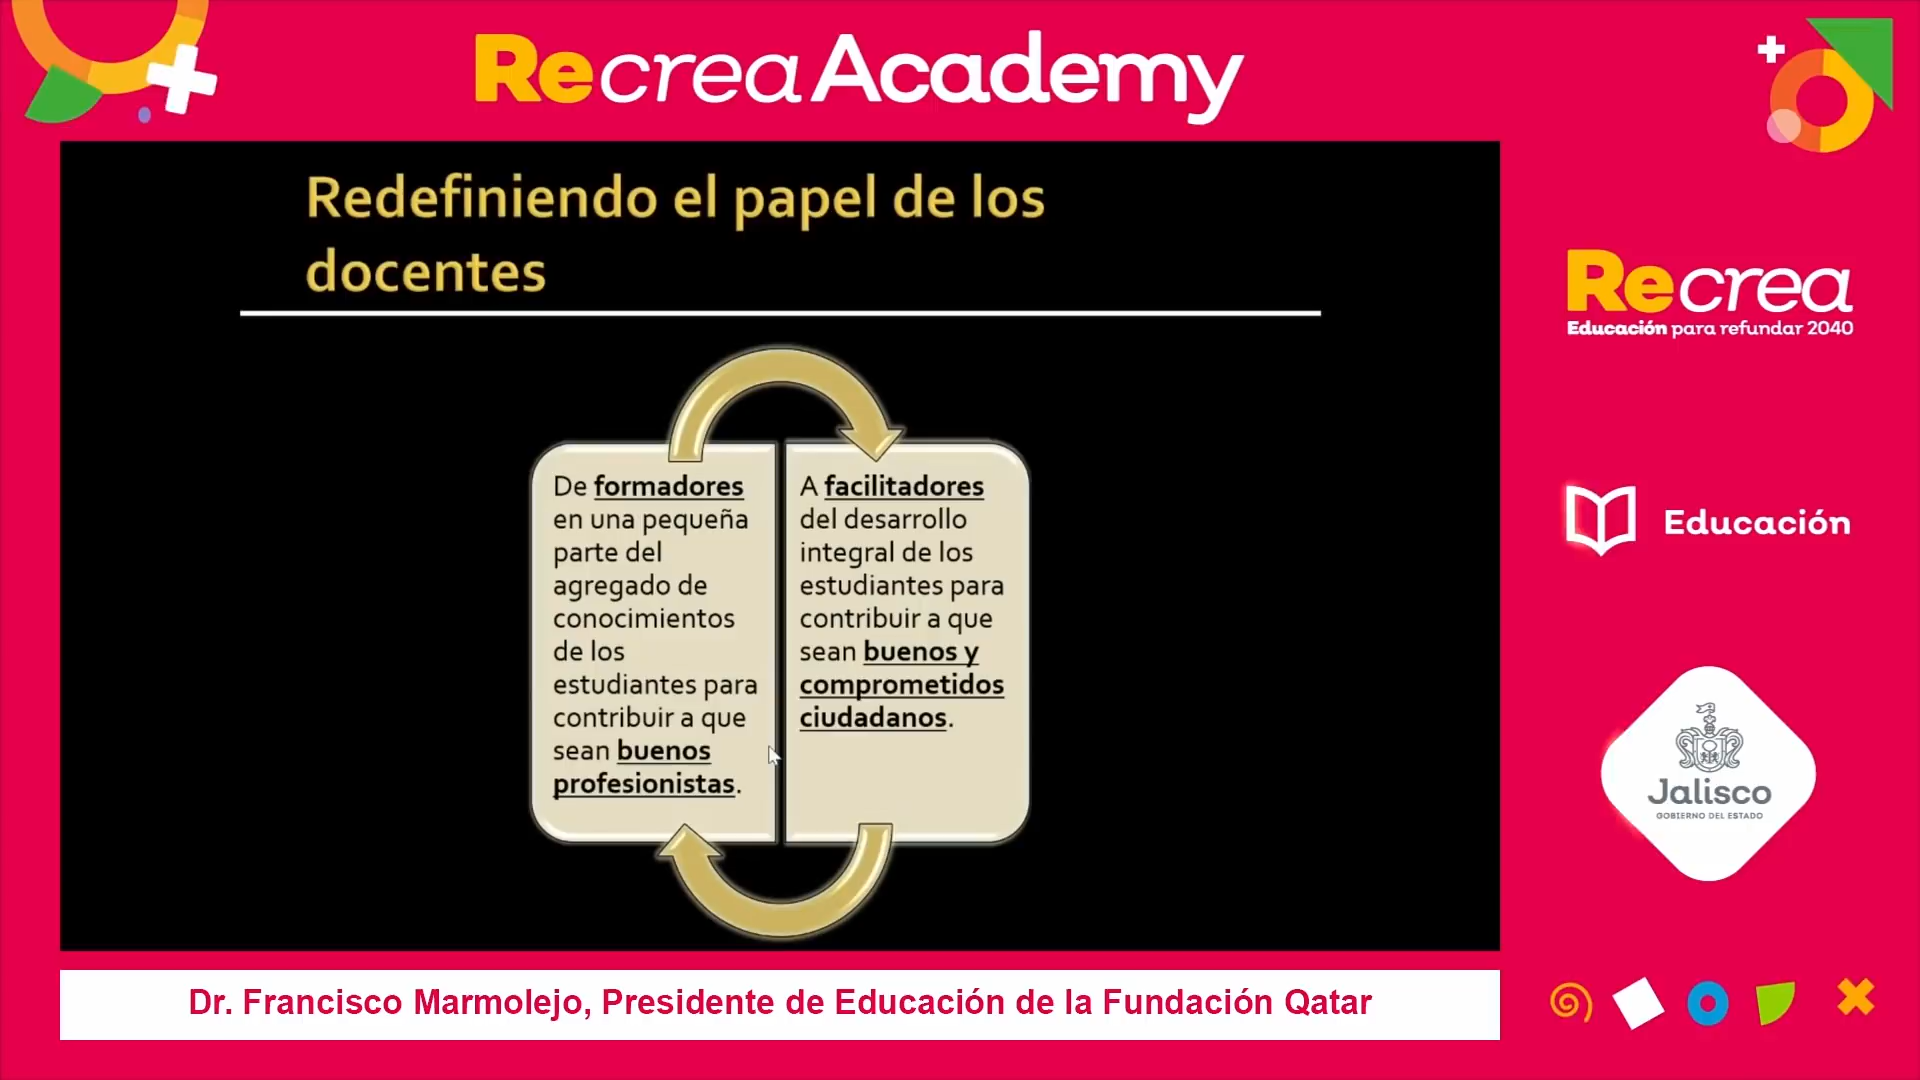 Recrea Academy
Redefiniendo el papel de los
docentes
De formadores
en una pequeña
parte del
agregado de
conocimientos
de los
estudiantes para
contribuir a que
sean buenos
profesionistas.
A facilitadores
del desarrollo
integral de los
estudiantes para
contribuir a que
sean buenos y
comprometidos
ciudadanos.
Recrea
Educación para refundar 2040
Educación
Jalisco
GOBIERNO DEL ESTADO
Dr. Francisco Marmolejo, Presidente de Educación de la Fundación Qatar